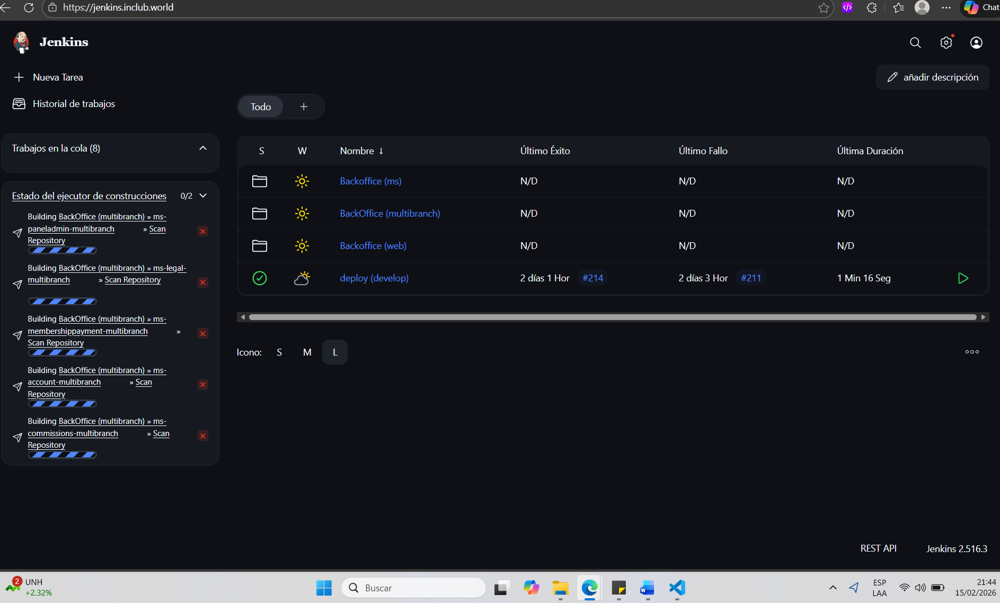 https://jenkins.inclub.world
Chat
Jenkins
Nueva Tarea
añadir descripción
Historial de trabajos
Todo
+
Trabajos en la cola (8)
S W Nombre ↓ Último Éxito Último Fallo Última Duración
Backoffice (ms) N/D N/D N/D
BackOffice (multibranch) N/D N/D N/D
Backoffice (web) N/D N/D N/D
deploy (develop) 2 días 1 Hor #214 2 días 3 Hor #211 1 Min 16 Seg
Estado del ejecutor de construcciones 0/2
Building BackOffice (multibranch) » ms-
paneladmin-multibranch » Scan
Repository
Building BackOffice (multibranch) » ms-legal-
multibranch » Scan Repository
Building BackOffice (multibranch) » ms-
membershippayment-multibranch »
Scan Repository
Building BackOffice (multibranch) » ms-
account-multibranch » Scan
Repository
Building BackOffice (multibranch) » ms-
commissions-multibranch » Scan
Repository
Icono: S M L
REST API Jenkins 2.516.3
2
UNH
+2.32%
Buscar
ESP
LAA
21:44
15/02/2026